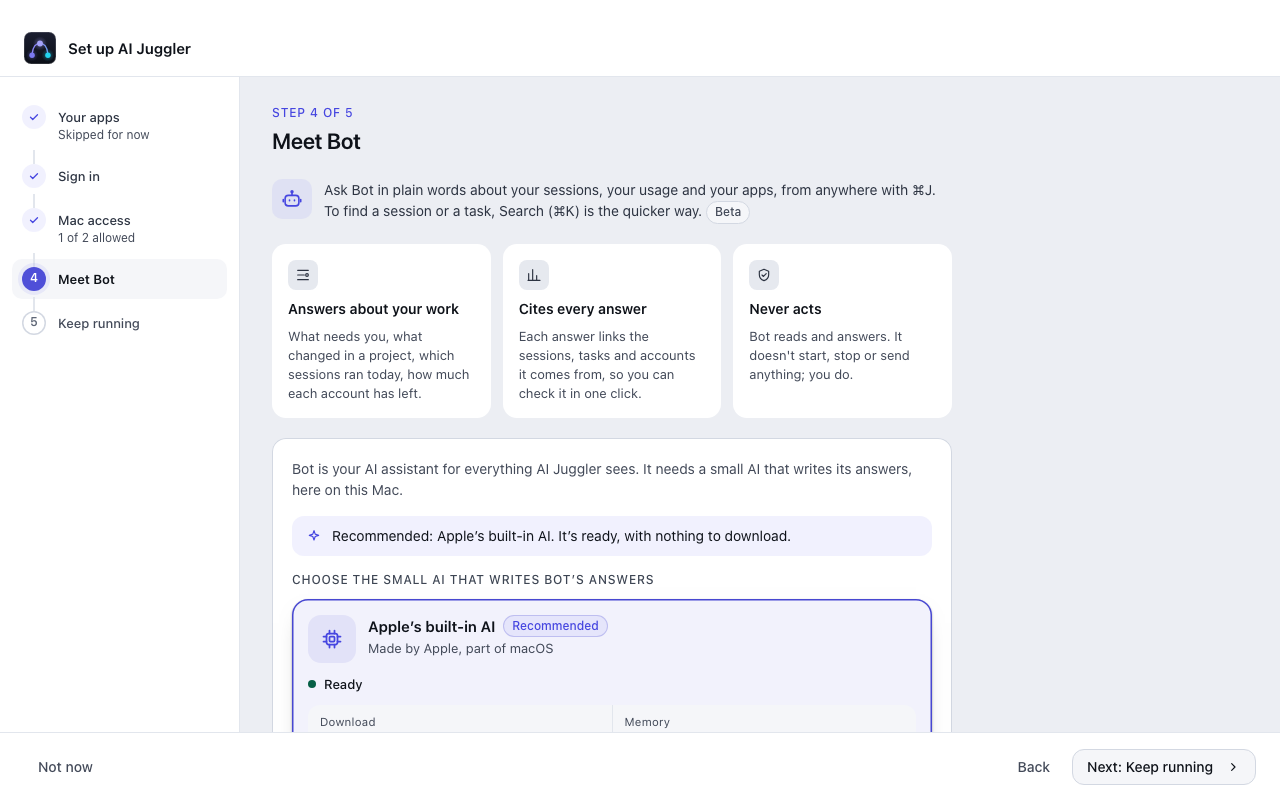 Set up AI Juggler
Your apps
Skipped for now
Sign in
Mac access
1 of 2 allowed
4
Meet Bot
5
Keep running
STEP 4 OF 5
Meet Bot
Ask Bot in plain words about your sessions, your usage and your apps, from anywhere with ⌘J.
To find a session or a task, Search (⌘K) is the quicker way. Beta
Answers about your work
What needs you, what
changed in a project, which
sessions ran today, how much
each account has left.
Cites every answer
Each answer links the
sessions, tasks and accounts
it comes from, so you can
check it in one click.
Never acts
Bot reads and answers. It
doesn't start, stop or send
anything; you do.
Bot is your AI assistant for everything AI Juggler sees. It needs a small AI that writes its answers,
here on this Mac.
Recommended: Apple’s built-in AI. It’s ready, with nothing to download.
CHOOSE THE SMALL AI THAT WRITES BOT’S ANSWERS
Apple’s built-in AI Recommended
Made by Apple, part of macOS
Ready
Download
Memory
Not now
Back
Next: Keep running